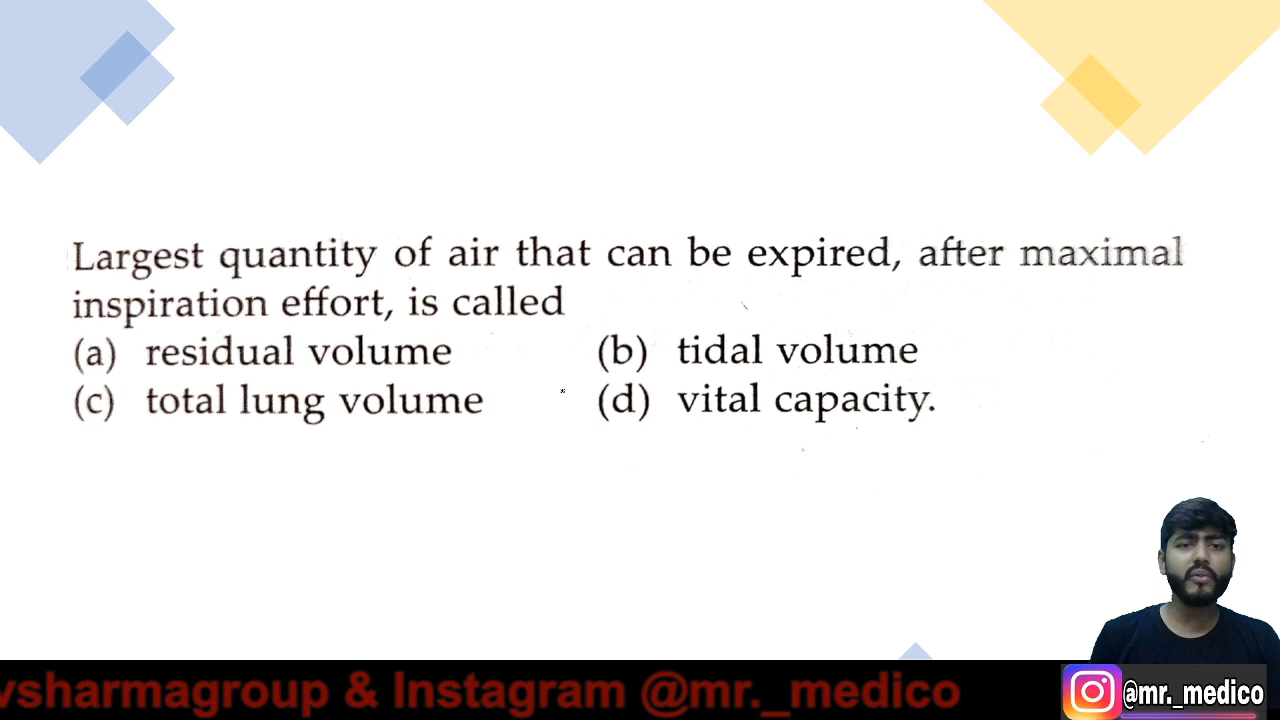 Largest quantity of air that can be expired, after maximal
inspiration effort, is called
(a) residual volume (b) tidal volume
(c) total lung volume (d) vital capacity.
vsharmagroup & Instagram @mr._medico
@mr._medico